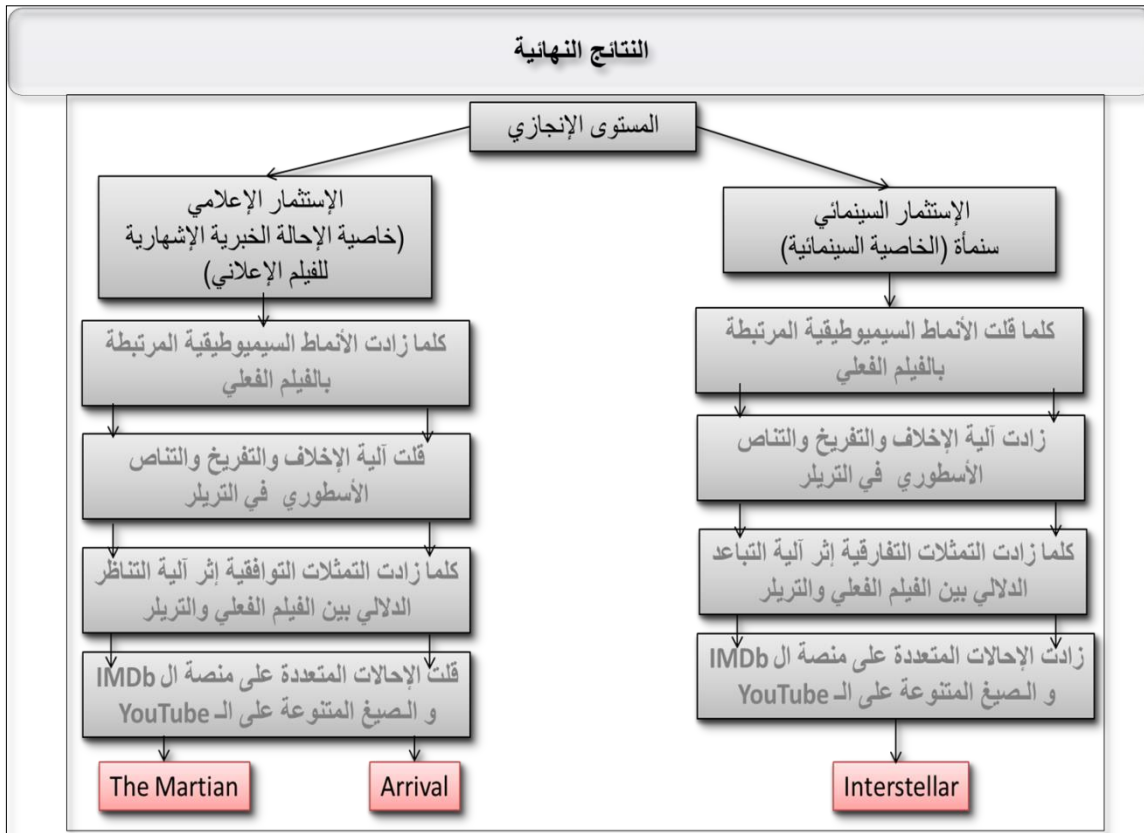 النتائج النهائية
المستوى الإنجازي
الإستثمار السينمائي
سنمأة (الخاصية السينمائية)
كلما قلت الأنماط السيميوطيقية المرتبطة
بالفيلم الفعلي
زادت آلية الإخلاف والتفريخ والتناص
الأسطوري في التريلر
كلما زادت التمثلات التفارقية إثر آلية التباعد
الدلالي بين الفيلم الفعلي والتريلر
زادت الإحالات المتعددة على منصة ال IMDb
و الـصيغ المتنوعة على الـ YouTube
Interstellar
الإستثمار الإعلامي
(خاصية الإحالة الخبرية الإشهارية
للفيلم الإعلاني)
كلما زادت الأنماط السيميوطيقية المرتبطة
بالفيلم الفعلي
قلت آلية الإخلاف والتفريخ والتناص
الأسطوري في التريلر
كلما زادت التمثلات التوافقية إثر آلية التناظر
الدلالي بين الفيلم الفعلي والتريلر
قلت الإحالات المتعددة على منصة ال IMDb
و الـصيغ المتنوعة على الـ YouTube
Arrival
The Martian